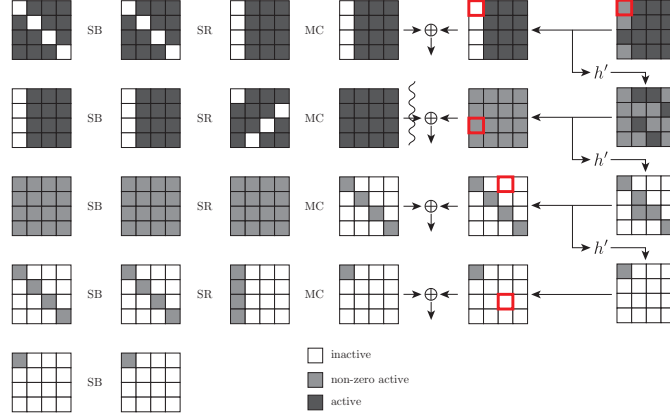 SB SR MC ⊕
h′
SB SR MC ⊕
h′
SB SR MC ⊕
h′
SB SR MC ⊕
SB
inactive
non-zero active
active